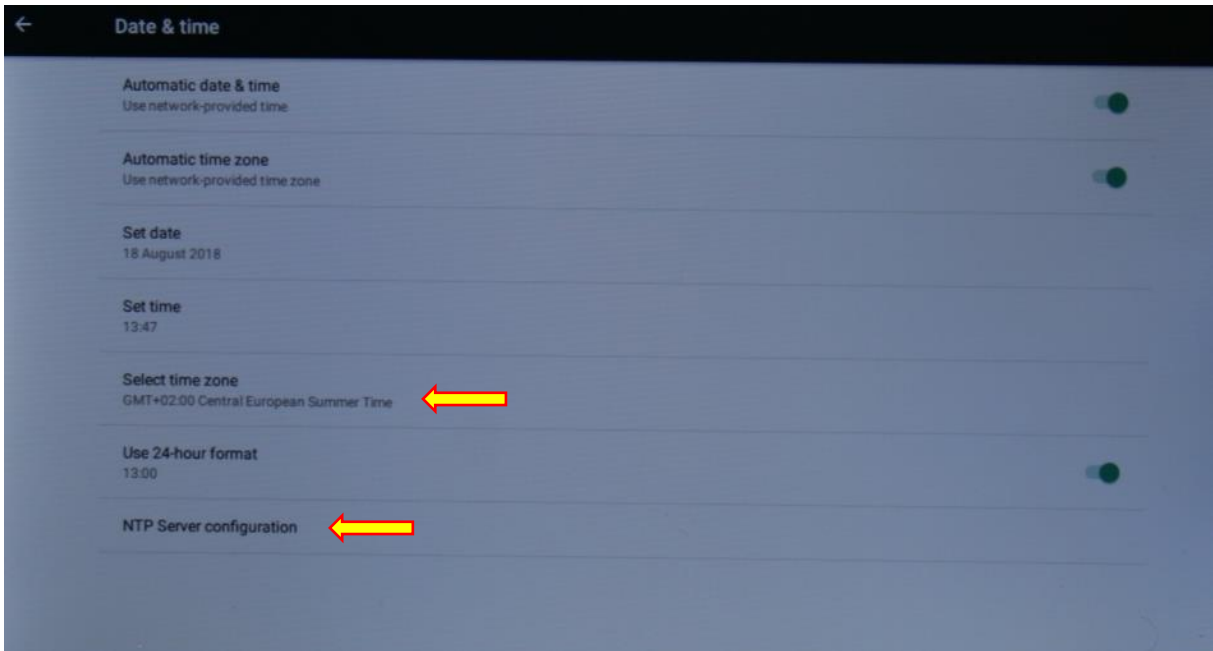 Date & time
Automatic date & time
Use network-provided time
Automatic time zone
Use network-provided time zone
Set date
18 August 2018
Set time
13:47
Select time zone
GMT+02:00 Central European Summer Time
Use 24-hour format
13:00
NTP Server configuration